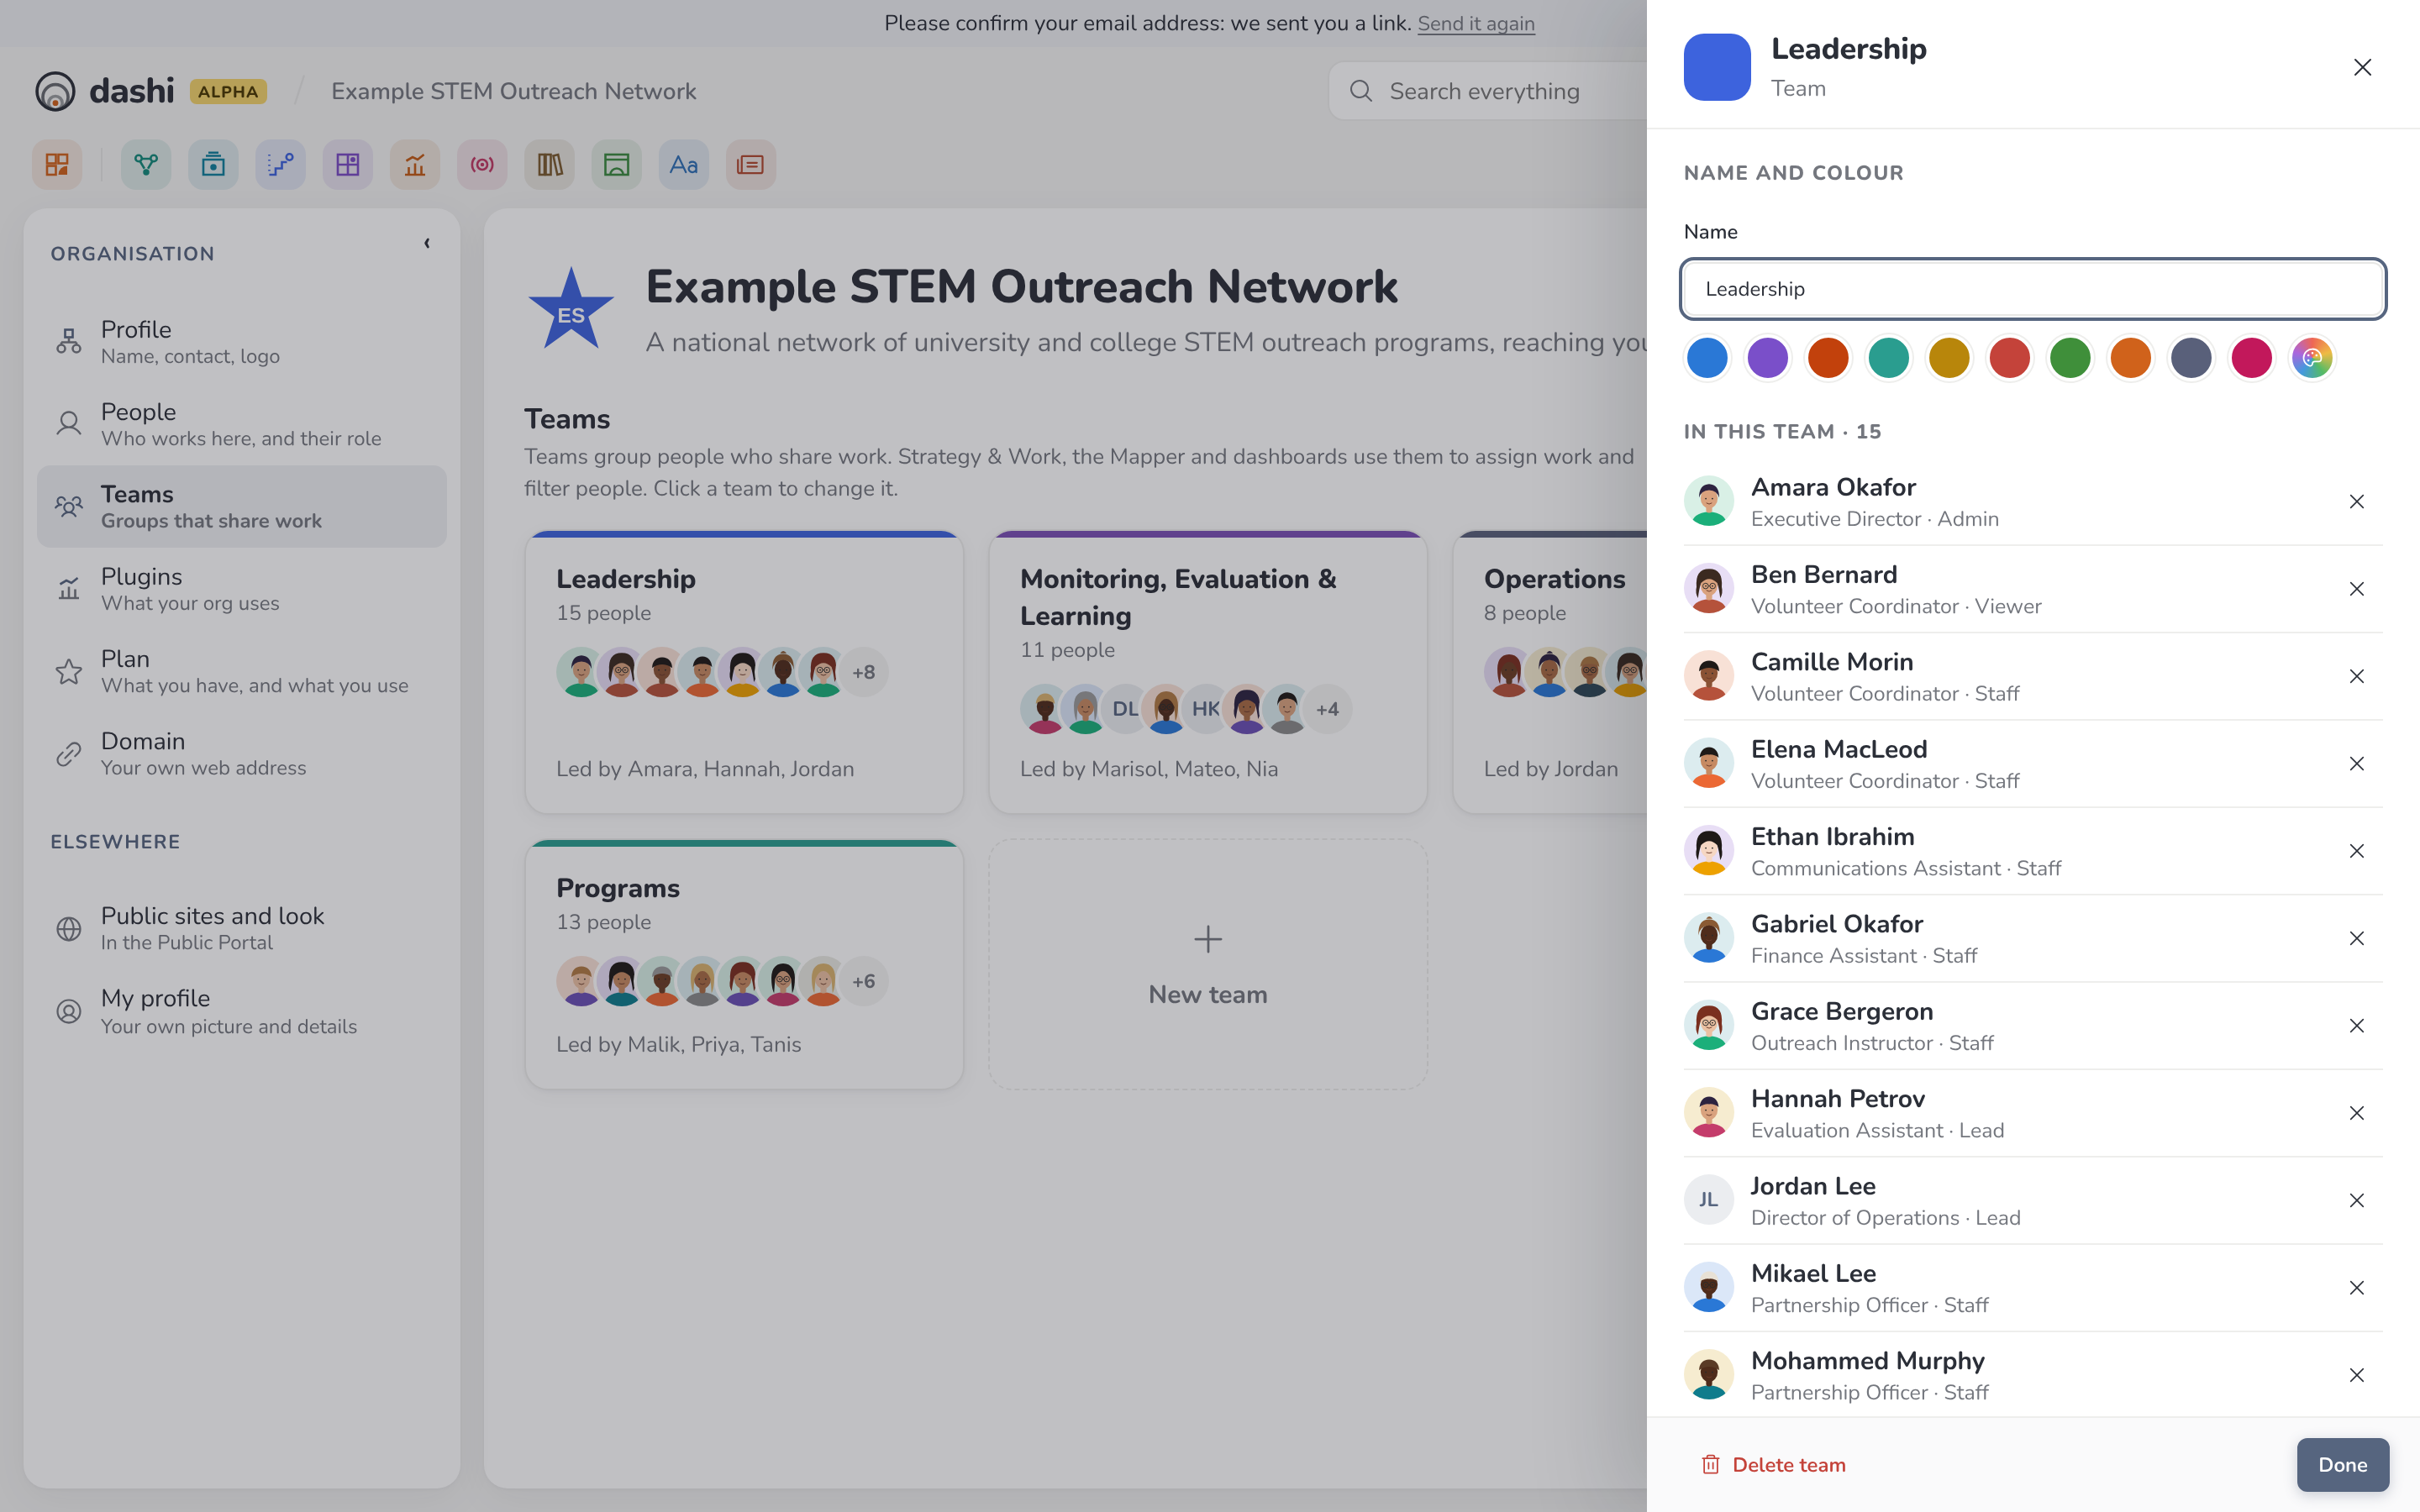 Please confirm your email address: we sent you a link. Send it again
dashi ALPHA / Example STEM Outreach Network
Search everything
Aa
ORGANISATION
Profile
Name, contact, logo
People
Who works here, and their role
Teams
Groups that share work
Plugins
What your org uses
Plan
What you have, and what you use
Domain
Your own web address
ELSEWHERE
Public sites and look
In the Public Portal
My profile
Your own picture and details
ES
Example STEM Outreach Network
A national network of university and college STEM outreach programs, reaching
Teams
Teams group people who share work. Strategy & Work, the Mapper and dashboards use them to assign work and
filter people. Click a team to change it.
Leadership
15 people
+8
Led by Amara, Hannah, Jordan
Monitoring, Evaluation &
Learning
11 people
DL
HK
+4
Led by Marisol, Mateo, Nia
Operations
8 people
Led by Jordan
Programs
13 people
+6
Led by Malik, Priya, Tanis
New team
Leadership
Team
NAME AND COLOUR
Name
Leadership
IN THIS TEAM · 15
Amara Okafor
Executive Director · Admin
Ben Bernard
Volunteer Coordinator · Viewer
Camille Morin
Volunteer Coordinator · Staff
Elena MacLeod
Volunteer Coordinator · Staff
Ethan Ibrahim
Communications Assistant · Staff
Gabriel Okafor
Finance Assistant · Staff
Grace Bergeron
Outreach Instructor · Staff
Hannah Petrov
Evaluation Assistant · Lead
JL
Jordan Lee
Director of Operations · Lead
Mikael Lee
Partnership Officer · Staff
Mohammed Murphy
Partnership Officer · Staff
Delete team
Done